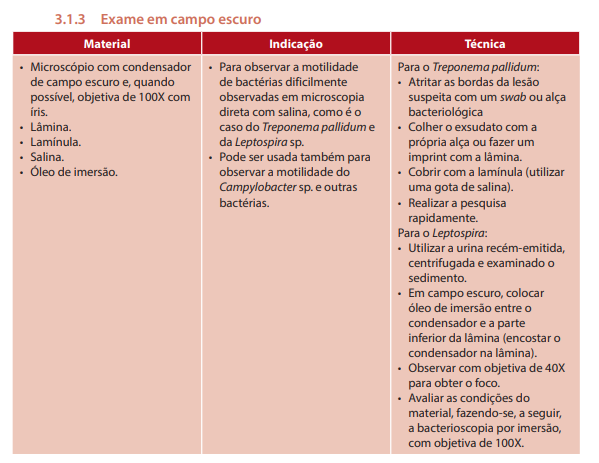 3.1.3 Exame em campo escuro
Material
• Microscópio com condensador
de campo escuro e, quando
possível, objetiva de 100X com
íris.
• Lâmina.
• Lamínula.
• Salina.
• Óleo de imersão.
Indicação
• Para observar a motilidade
de bactérias dificilmente
observadas em microscopia
direta com salina, como é o
caso do Treponema pallidum e
da Leptospira sp.
• Pode ser usada também para
observar a motilidade do
Campylobacter sp. e outras
bactérias.
Técnica
Para o Treponema pallidum:
• Atritar as bordas da lesão
suspeita com um swab ou alça
bacteriológica
• Colher o exsudato com a
própria alça ou fazer um
imprint com a lâmina.
• Cobrir com a lamínula (utilizar
uma gota de salina).
• Realizar a pesquisa
rapidamente.
Para o Leptospira:
• Utilizar a urina recém-emitida,
centrifugada e examinado o
sedimento.
• Em campo escuro, colocar
óleo de imersão entre o
condensador e a parte
inferior da lâmina (encostar o
condensador na lâmina).
• Observar com objetiva de 40X
para obter o foco.
• Avaliar as condições do
material, fazendo-se, a seguir,
a bacterioscopia por imersão,
com objetiva de 100X.